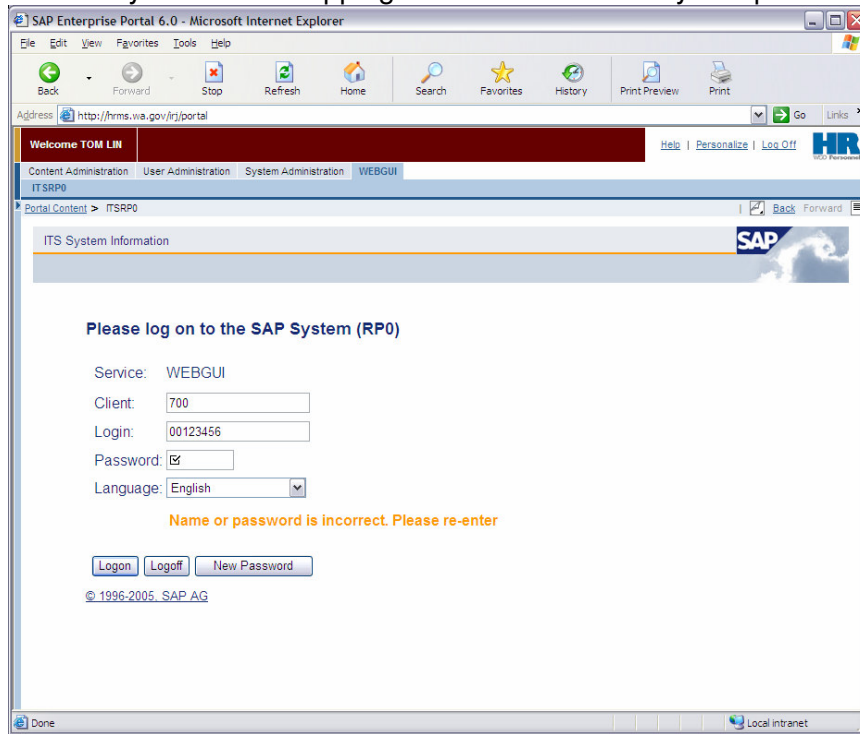 SAP Enterprise Portal 6.0 - Microsoft Internet Explorer
File Edit View Favorites Tools Help
Back Forward Stop Refresh Home Search Favorites History Print Preview Print
Address http://hrms.wa.gov/irj/portal Go Links
Welcome TOM LIN Help | Personalize | Log Off HR
Content Administration User Administration System Administration WEBGUI
ITSRP0
Portal Content > ITSRP0 | Back Forward
ITS System Information SAP
Please log on to the SAP System (RP0)
Service: WEBGUI
Client: 700
Login: 00123456
Password:
Language: English
Name or password is incorrect. Please re-enter
Logon Logoff New Password
© 1996-2005, SAP AG
Done Local intranet